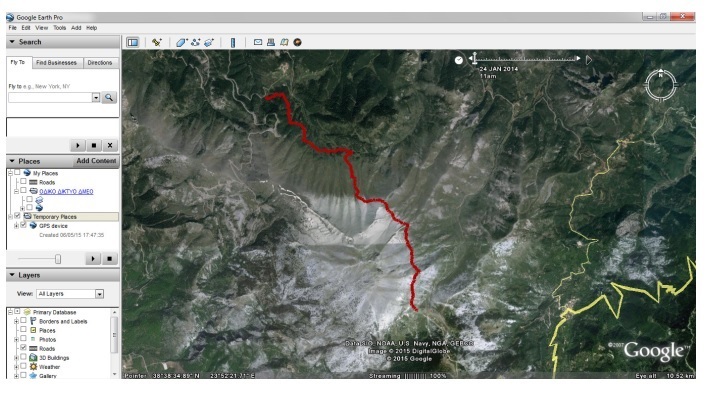 Google Earth Pro
File Edit View Tools Add Help
Search
Fly To Find Businesses Directions
Fly to e.g., New York, NY
Places Add Content
My Places
Roads
ΟΔΙΚΟ ΔΙΚΤΥΟ ΔΜΕΟ
Temporary Places
GPS device
Created 06/05/15 17:47:35
Layers
View: All Layers
Primary Database
Borders and Labels
Places
Photos
Roads
3D Buildings
Weather
Gallery
24 JAN 2014
11am
N
Data SIO, NOAA, U.S. Navy, NGA, GEBCO
Image © 2015 DigitalGlobe
© 2015 Google
©2007 Google™
Pointer 38°38'34.89" N 23°52'21.71" E Streaming 100% Eye alt 10.52 km